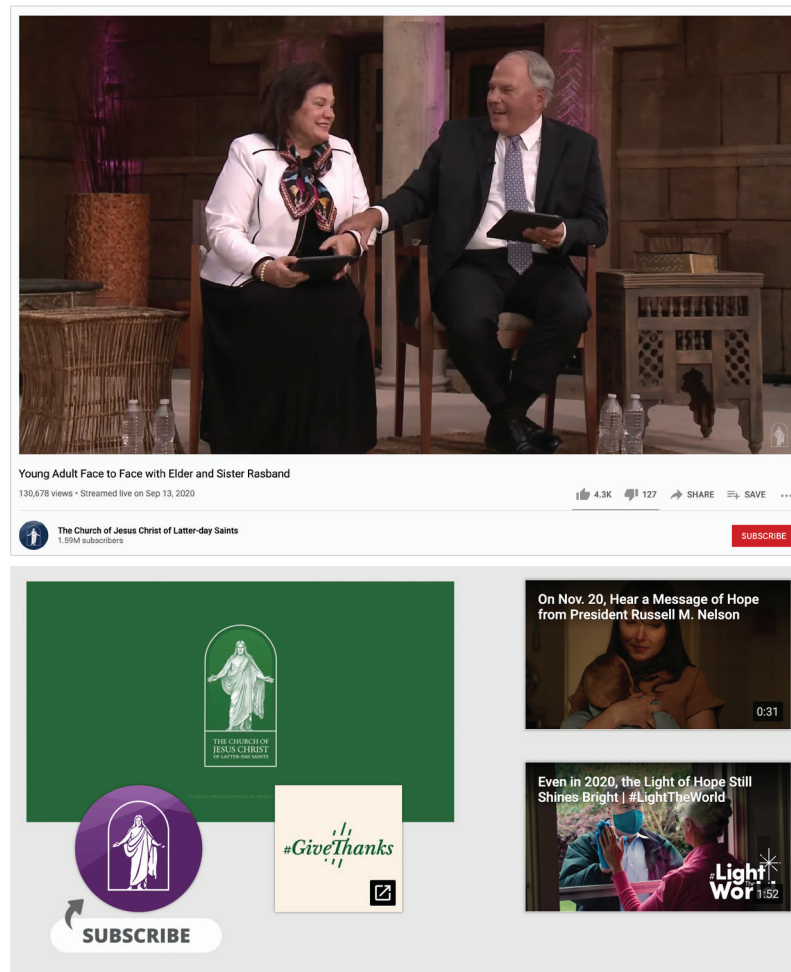 Young Adult Face to Face with Elder and Sister Rasband
130,678 views • Streamed live on Sep 13, 2020
4.3K 127 SHARE SAVE ...
The Church of Jesus Christ of Latter-day Saints
1.59M subscribers
SUBSCRIBE
THE CHURCH OF
JESUS CHRIST
OF LATTER-DAY SAINTS
#GiveThanks
SUBSCRIBE
On Nov. 20, Hear a Message of Hope
from President Russell M. Nelson
0:31
Even in 2020, the Light of Hope Still
Shines Bright | #LightTheWorld
#Light
The
Wor
1:52